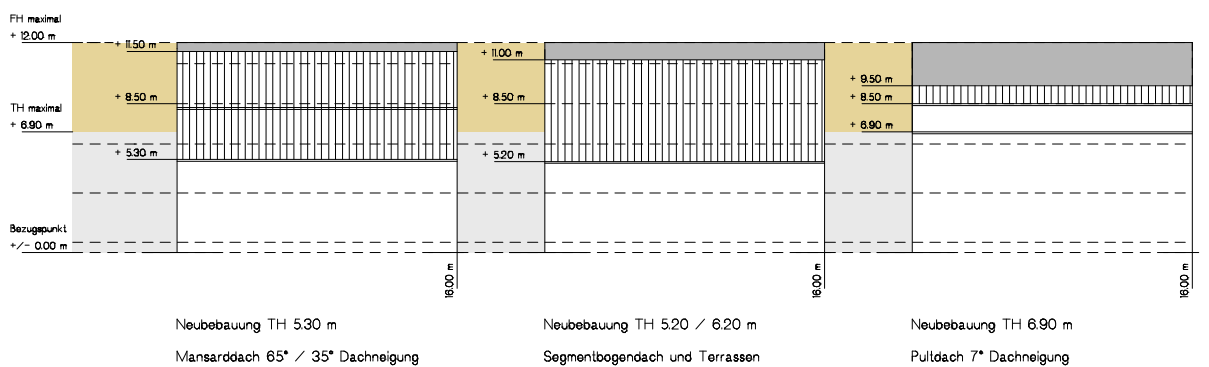 FH maximal
+ 12.00 m
+ 11.50 m
+ 8.50 m
TH maximal
+ 6.90 m
+ 5.30 m
Bezugspunkt
+/- 0.00 m
16.00 m
+ 11.00 m
+ 8.50 m
+ 5.20 m
16.00 m
+ 9.50 m
+ 8.50 m
+ 6.90 m
16.00 m
Neubebauung TH 5.30 m
Mansarddach 65° / 35° Dachneigung
Neubebauung TH 5.20 / 6.20 m
Segmentbogendach und Terrassen
Neubebauung TH 6.90 m
Pultdach 7° Dachneigung